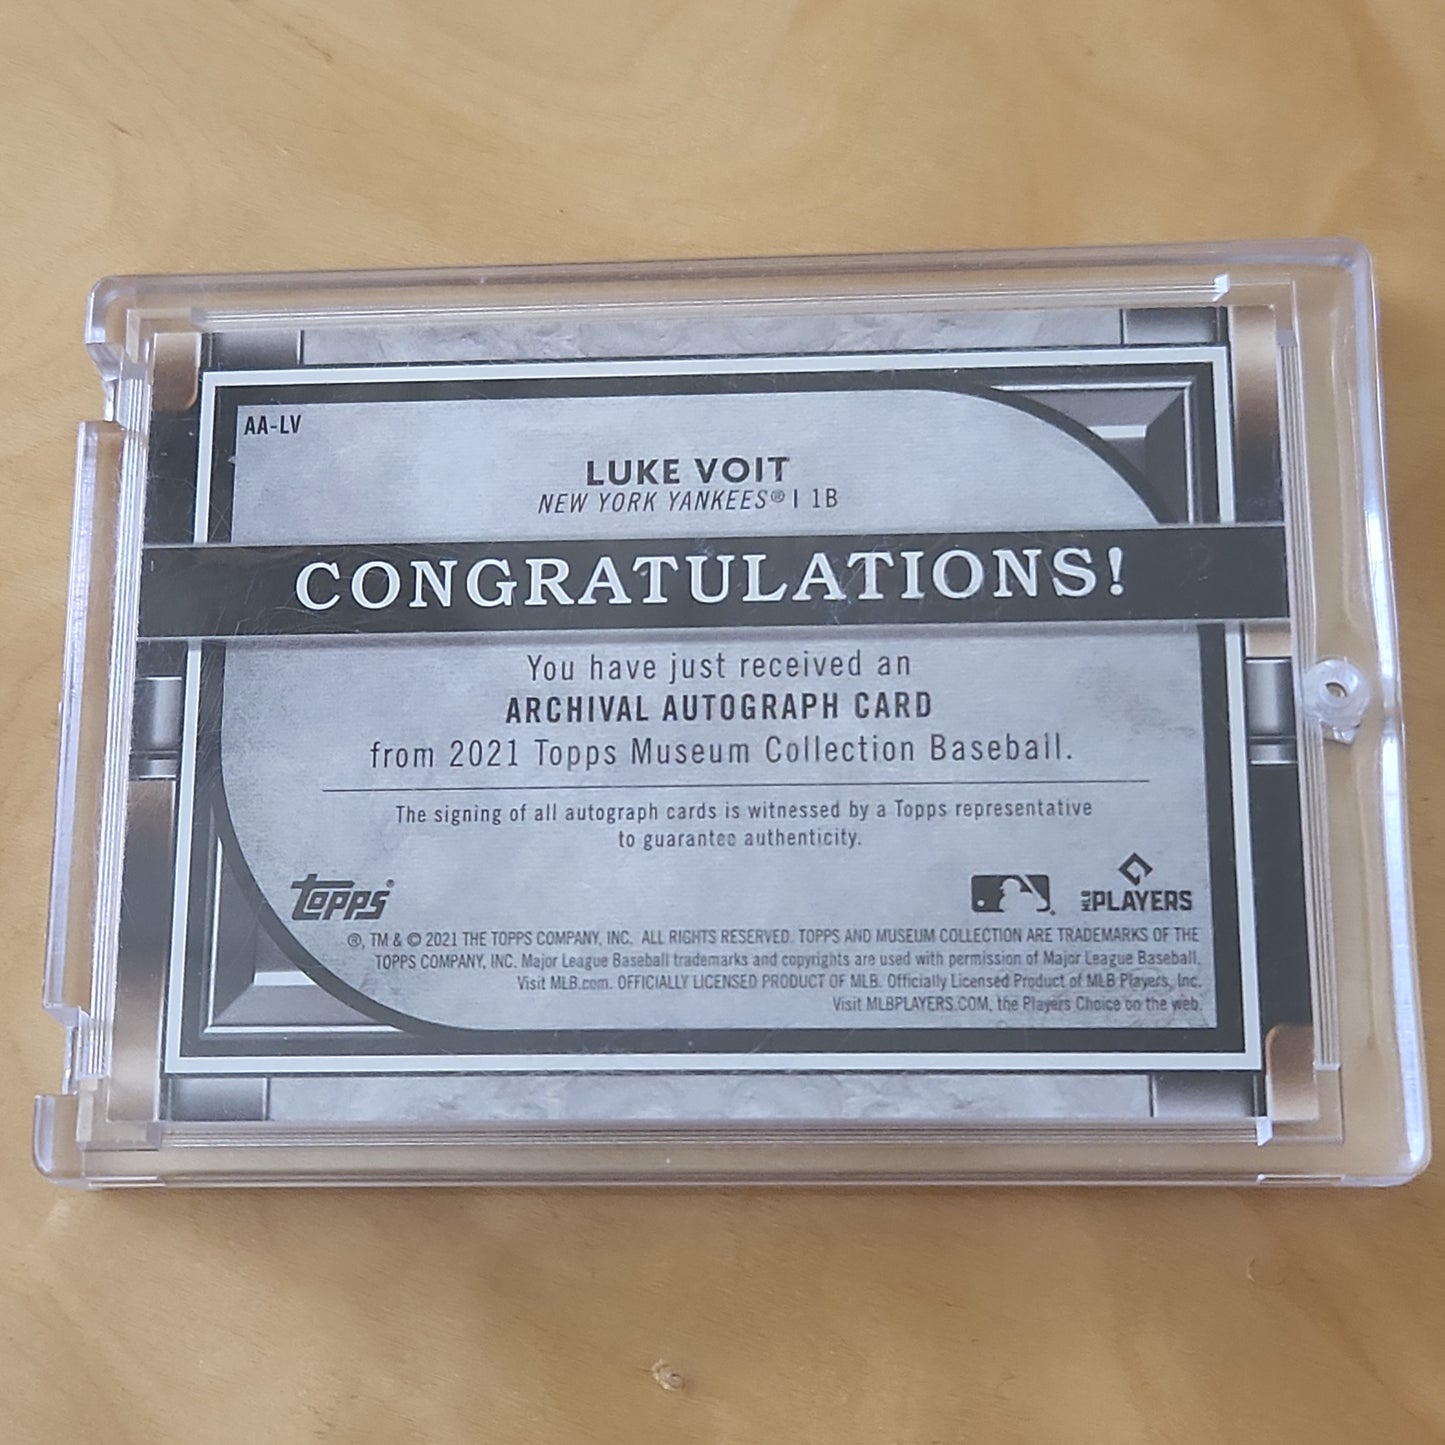 AA-LV
LUKE VOIT
NEW YORK YANKEES® | 1B
CONGRATULATIONS!
You have just received an
ARCHIVAL AUTOGRAPH CARD
from 2021 Topps Museum Collection Baseball.
The signing of all autograph cards is witnessed by a Topps representative
to guarantee authenticity.
topps®
MLB PLAYERS
®, TM & © 2021 THE TOPPS COMPANY, INC. ALL RIGHTS RESERVED. TOPPS AND MUSEUM COLLECTION ARE TRADEMARKS OF THE
TOPPS COMPANY, INC. Major League Baseball trademarks and copyrights are used with permission of Major League Baseball.
Visit MLB.com. OFFICIALLY LICENSED PRODUCT OF MLB. Officially Licensed Product of MLB Players, Inc.
Visit MLBPLAYERS.COM, the Players Choice on the web.